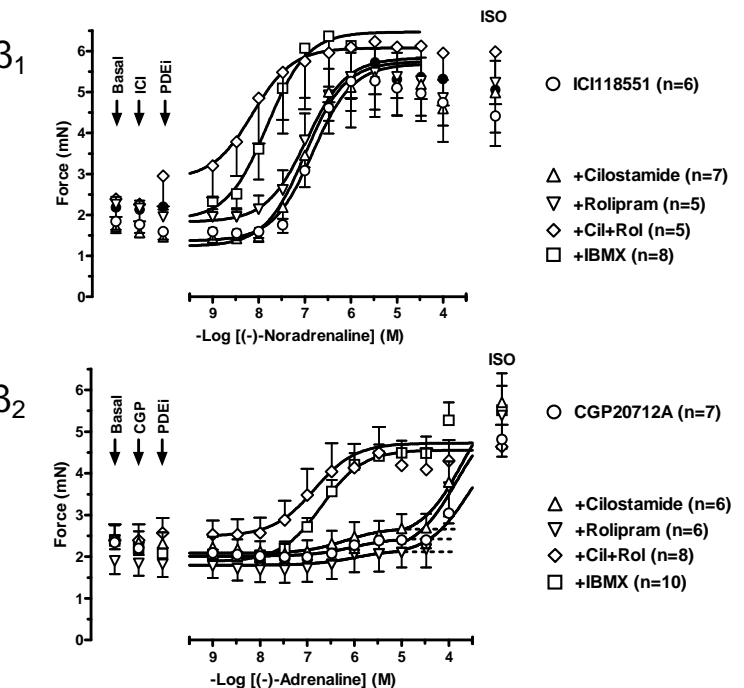 β1
ISO
Basal
ICI
PDEi
6
5
4
3
2
1
0
Force (mN)
9 8 7 6 5 4
-Log [(-)-Noradrenaline] (M)
ICI118551 (n=6)
+Cilostamide (n=7)
+Rolipram (n=5)
+Cil+Rol (n=5)
+IBMX (n=8)
β2
ISO
Basal
CGP
PDEi
6
5
4
3
2
1
0
Force (mN)
9 8 7 6 5 4
-Log [(-)-Adrenaline] (M)
CGP20712A (n=7)
+Cilostamide (n=6)
+Rolipram (n=6)
+Cil+Rol (n=8)
+IBMX (n=10)